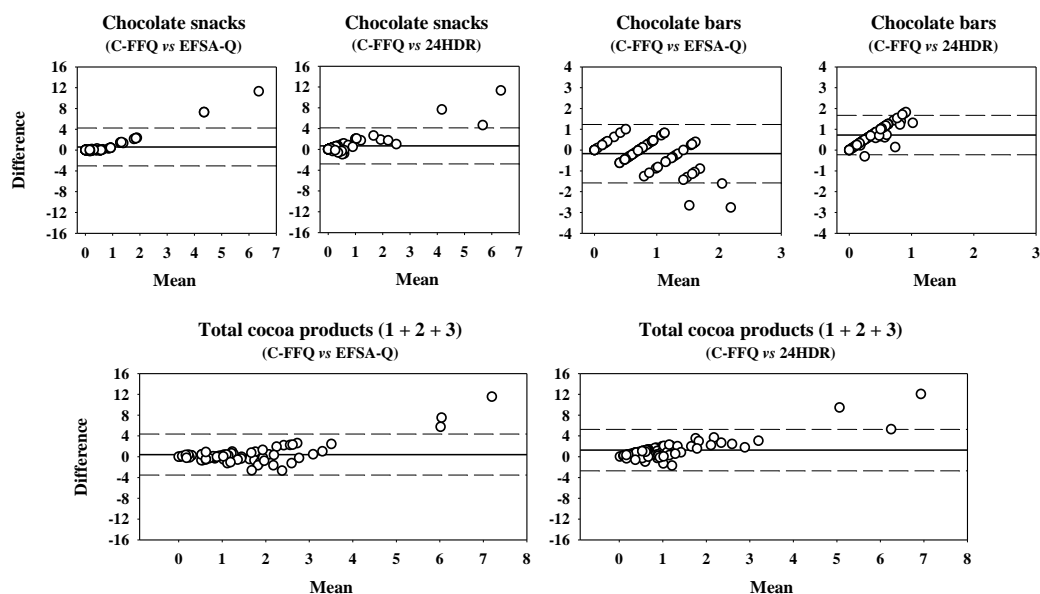 Chocolate snacks
(C-FFQ vs EFSA-Q)
16
12
8
4
0
-4
-8
-12
-16
0 1 2 3 4 5 6 7
Mean
Difference
Chocolate snacks
(C-FFQ vs 24HDR)
16
12
8
4
0
-4
-8
-12
-16
0 1 2 3 4 5 6 7
Mean
Chocolate bars
(C-FFQ vs EFSA-Q)
4
3
2
1
0
-1
-2
-3
-4
0 1 2 3
Mean
Chocolate bars
(C-FFQ vs 24HDR)
4
3
2
1
0
-1
-2
-3
-4
0 1 2 3
Mean
Total cocoa products (1 + 2 + 3)
(C-FFQ vs EFSA-Q)
16
12
8
4
0
-4
-8
-12
-16
0 1 2 3 4 5 6 7 8
Mean
Difference
Total cocoa products (1 + 2 + 3)
(C-FFQ vs 24HDR)
16
12
8
4
0
-4
-8
-12
-16
0 1 2 3 4 5 6 7 8
Mean